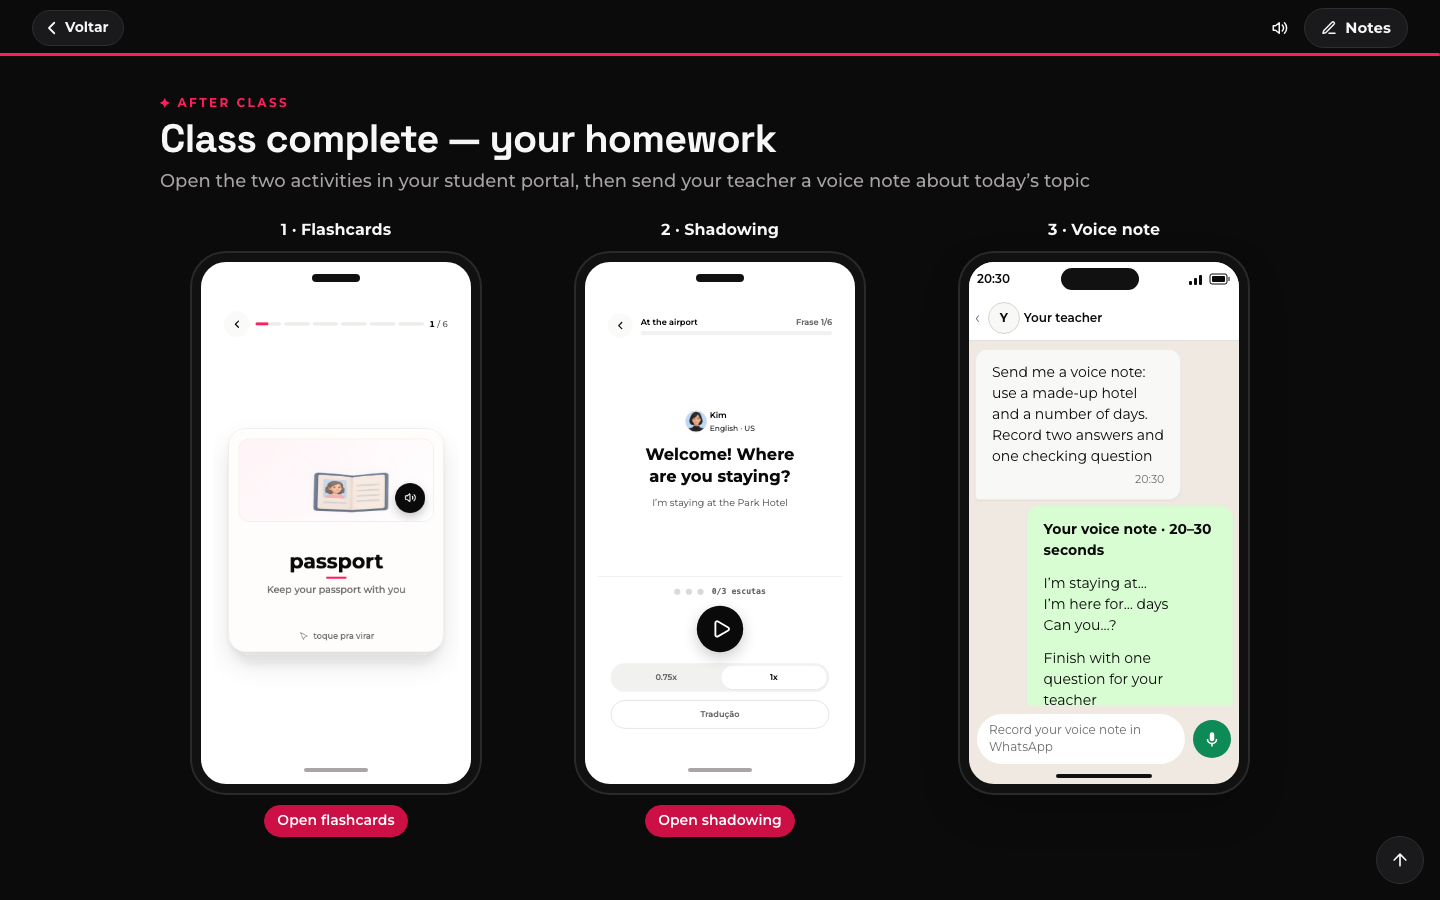 Voltar
Notes
AFTER CLASS
Class complete — your homework
Open the two activities in your student portal, then send your teacher a voice note about today's topic
1 · Flashcards
1 / 6
passport
Keep your passport with you
toque pra virar
Open flashcards
2 · Shadowing
At the airport
Frase 1/6
Kim
English · US
Welcome! Where
are you staying?
I'm staying at the Park Hotel
0/3 escutas
0.75x
1x
Tradução
Open shadowing
3 · Voice note
20:30
Y
Your teacher
Send me a voice note:
use a made-up hotel
and a number of days.
Record two answers and
one checking question
20:30
Your voice note · 20–30
seconds
I'm staying at...
I'm here for... days
Can you...?
Finish with one
question for your
teacher
Record your voice note in
WhatsApp